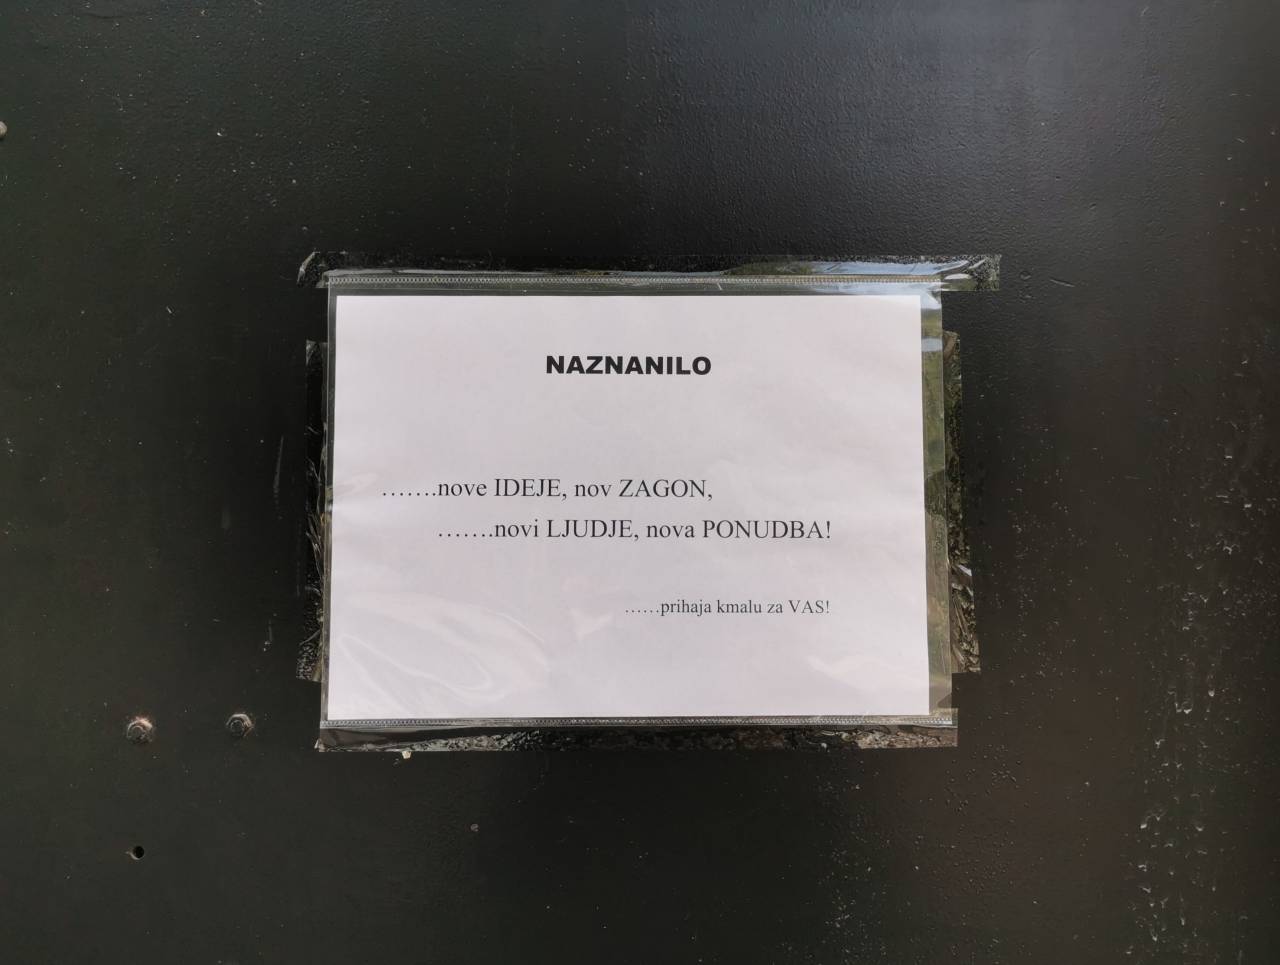 NAZNANILO
…….nove IDEJE, nov ZAGON,
…….novi LJUDJE, nova PONUDBA!
……prihaja kmalu za VAS!